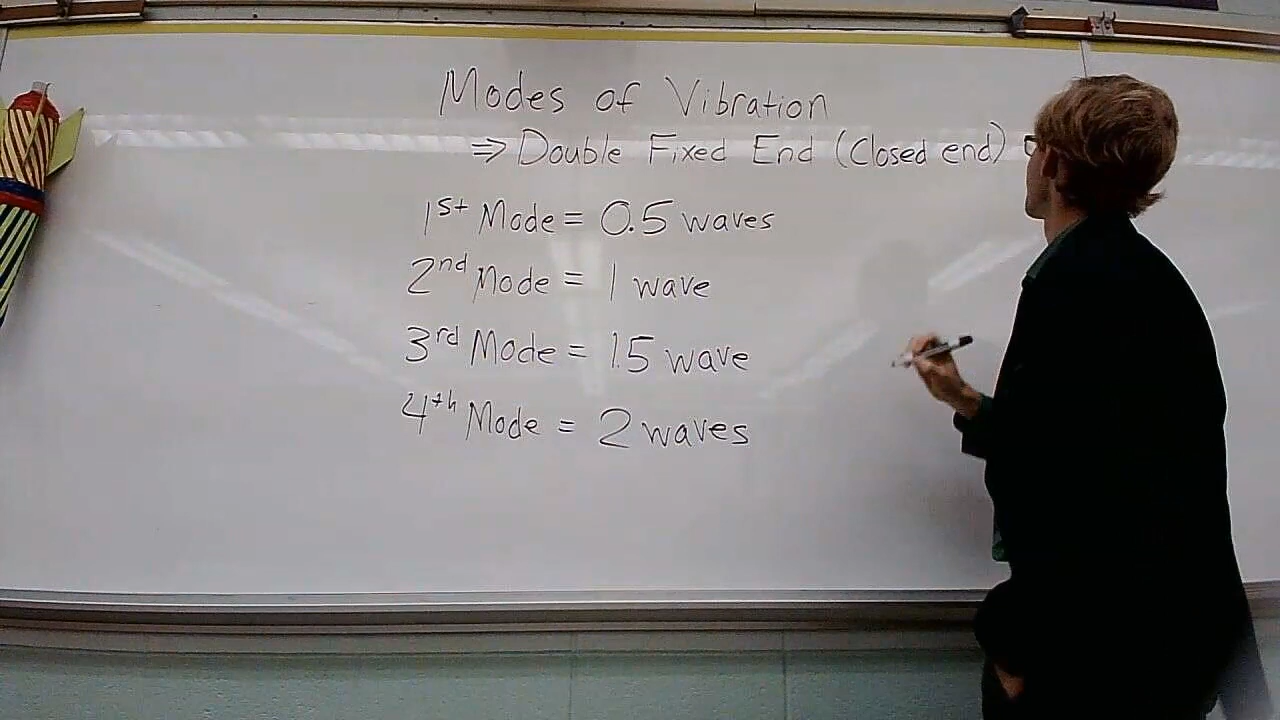 Modes of Vibration
⇒ Double Fixed End (Closed end)
1st Mode = 0.5 waves
2nd Mode = 1 wave
3rd Mode = 1.5 wave
4th Mode = 2 waves